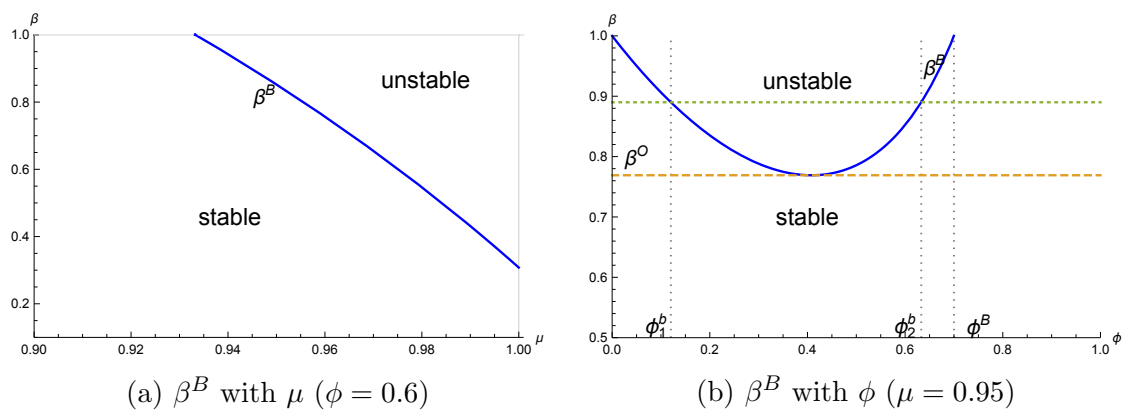 β
1.0
unstable
0.8
β^B
0.6
stable
0.4
0.2
0.90 0.92 0.94 0.96 0.98 1.00 μ
(a) β^B with μ (ϕ = 0.6)
β
1.0
unstable
β^B
0.9
0.8
β^O
0.7
stable
0.6
0.5
ϕ_1^b ϕ_2^b ϕ^B
0.0 0.2 0.4 0.6 0.8 1.0 ϕ
(b) β^B with ϕ (μ = 0.95)